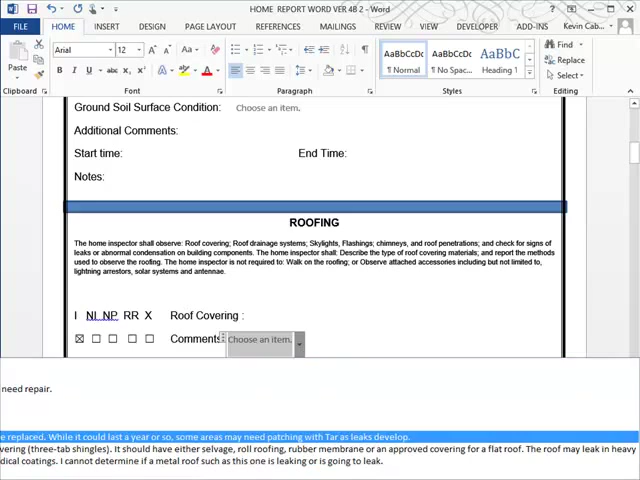 HOME REPORT WORD VER 4B 2 - Word
FILE HOME INSERT DESIGN PAGE LAYOUT REFERENCES MAILINGS REVIEW VIEW DEVELOPER ADD-INS Kevin Cab...
Paste
Arial 12
Clipboard Font Paragraph Styles Editing
AaBbCcDc AaBbCcDc AaBbC
¶ Normal ¶ No Spac... Heading 1
Find
Replace
Select
Ground Soil Surface Condition: Choose an item.
Additional Comments:
Start time: End Time:
Notes:
ROOFING
The home inspector shall observe: Roof covering; Roof drainage systems; Skylights, Flashings; chimneys, and roof penetrations; and check for signs of
leaks or abnormal condensation on building components. The home inspector shall: Describe the type of roof covering materials; and report the methods
used to observe the roofing. The home inspector is not required to: Walk on the roofing; or Observe attached accessories including but not limited to,
lightning arrestors, solar systems and antennae.
I NI NP RR X Roof Covering :
☒ ☐ ☐ ☐ ☐ Comments: Choose an item.
need repair.
e replaced. While it could last a year or so, some areas may need patching with Tar as leaks develop.
vering (three-tab shingles). It should have either selvage, roll roofing, rubber membrane or an approved covering for a flat roof. The roof may leak in heavy
dical coatings. I cannot determine if a metal roof such as this one is leaking or is going to leak.